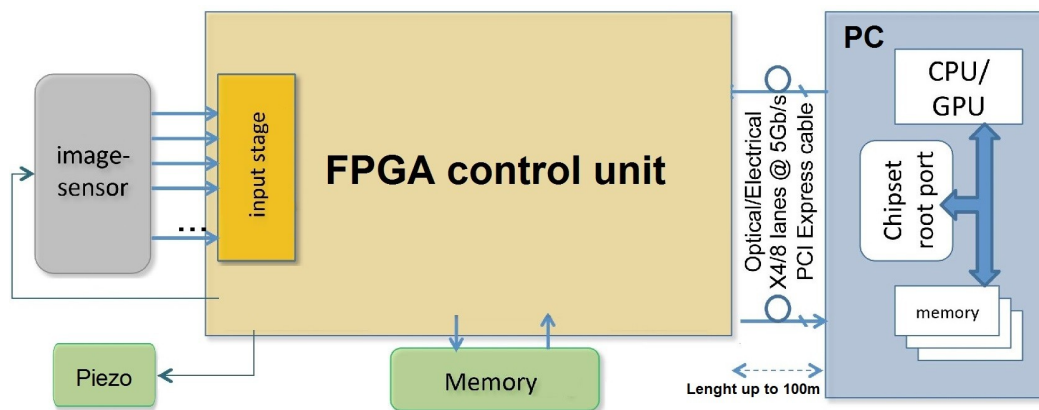 image-
sensor
...
input stage
FPGA control unit
Optical/Electrical
X4/8 lanes @ 5Gb/s
PCI Express cable
PC
CPU/
GPU
Chipset
root port
memory
Piezo
Memory
Lenght up to 100m